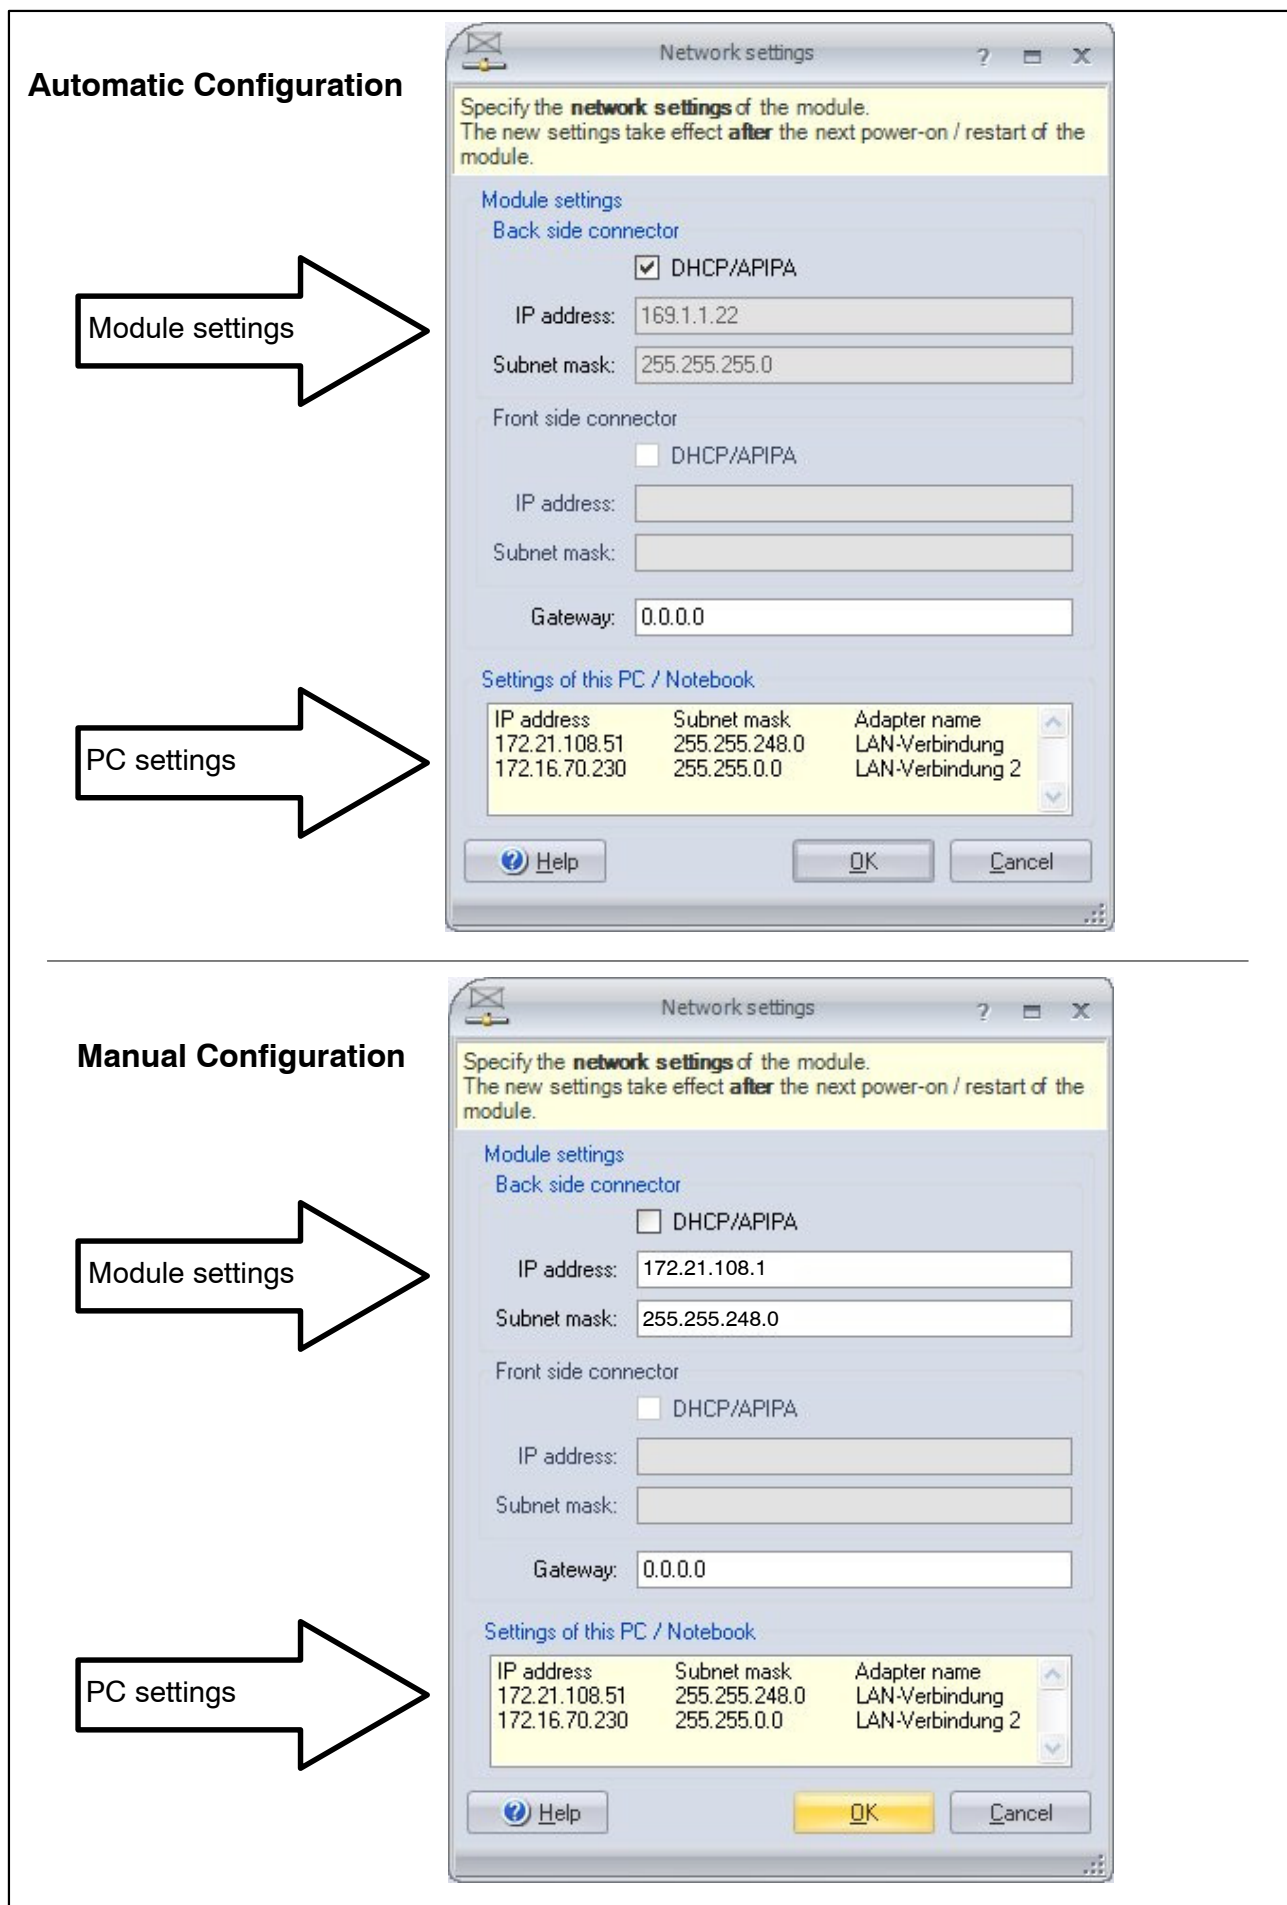 Automatic Configuration
Network settings
Specify the network settings of the module.
The new settings take effect after the next power-on / restart of the
module.
Module settings
Back side connector
DHCP/APIPA
Module settings
IP address: 169.1.1.22
Subnet mask: 255.255.255.0
Front side connector
DHCP/APIPA
IP address:
Subnet mask:
Gateway: 0.0.0.0
Settings of this PC / Notebook
PC settings
IP address Subnet mask Adapter name
172.21.108.51 255.255.248.0 LAN-Verbindung
172.16.70.230 255.255.0.0 LAN-Verbindung 2
Help OK Cancel
Manual Configuration
Network settings
Specify the network settings of the module.
The new settings take effect after the next power-on / restart of the
module.
Module settings
Back side connector
DHCP/APIPA
Module settings
IP address: 172.21.108.1
Subnet mask: 255.255.248.0
Front side connector
DHCP/APIPA
IP address:
Subnet mask:
Gateway: 0.0.0.0
Settings of this PC / Notebook
PC settings
IP address Subnet mask Adapter name
172.21.108.51 255.255.248.0 LAN-Verbindung
172.16.70.230 255.255.0.0 LAN-Verbindung 2
Help OK Cancel